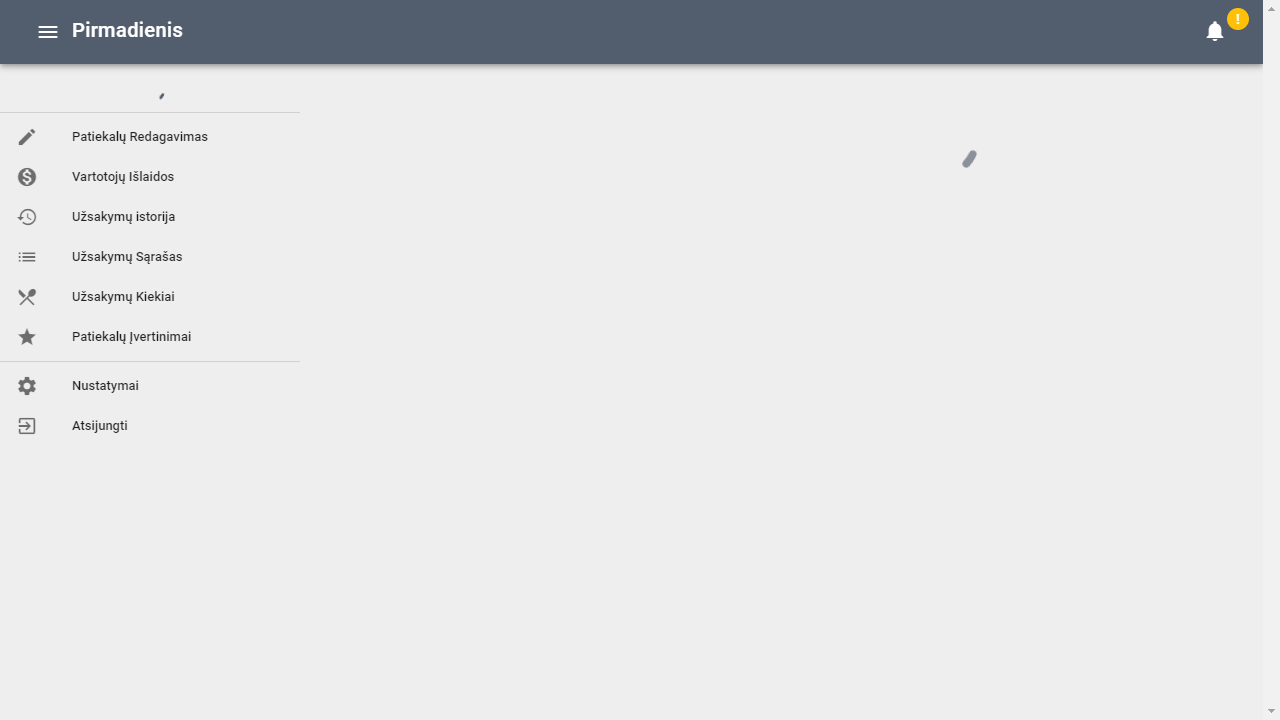 Pirmadienis
!
Patiekalų Redagavimas
Vartotojų Išlaidos
Užsakymų istorija
Užsakymų Sąrašas
Užsakymų Kiekiai
Patiekalų Įvertinimai
Nustatymai
Atsijungti